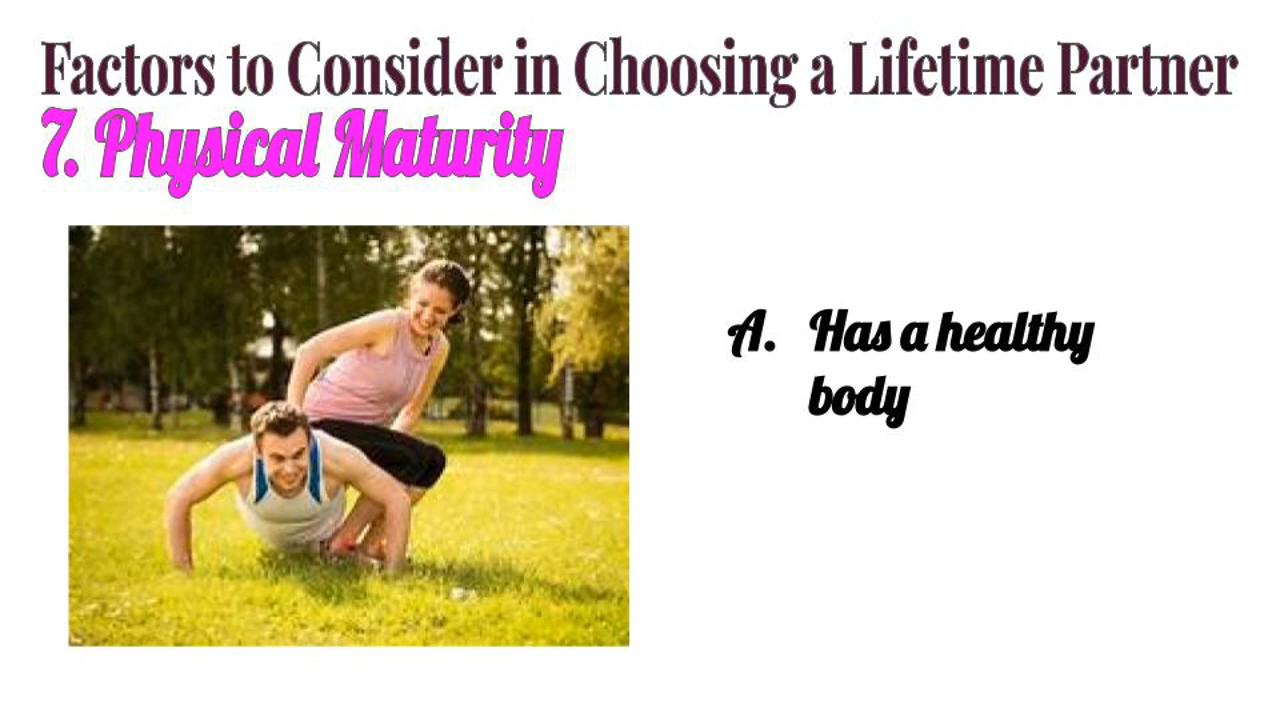 Factors to Consider in Choosing a Lifetime Partner
7. Physical Maturity
A. Has a healthy
body